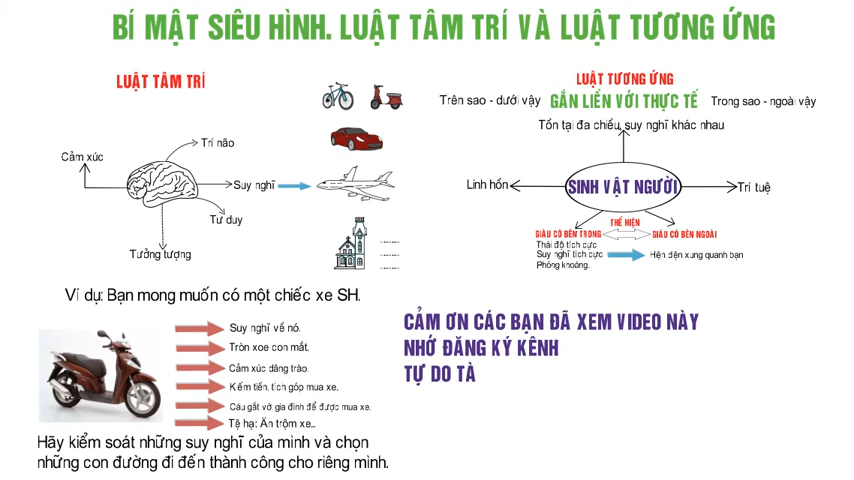 BÍ MẬT SIÊU HÌNH. LUẬT TÂM TRÍ VÀ LUẬT TƯƠNG ỨNG
LUẬT TÂM TRÍ
Cảm xúc
Trí não
Suy nghĩ
Tư duy
Tưởng tượng
LUẬT TƯƠNG ỨNG
Trên sao - dưới vậy
GẮN LIỀN VỚI THỰC TẾ
Trong sao - ngoài vậy
Tồn tại đa chiều, suy nghĩ khác nhau
Linh hồn
SINH VẬT NGƯỜI
Trí tuệ
THỂ HIỆN
GIÀU CÓ BÊN TRONG
GIÀU CÓ BÊN NGOÀI
Thái độ tích cực
Suy nghĩ tích cực
Phóng khoáng.
Hện diện xung quanh bạn
Ví dụ: Bạn mong muốn có một chiếc xe SH.
Suy nghĩ về nó.
Tròn xoe con mắt.
Cảm xúc dâng trào.
Kếm tiền, tích góp mua xe.
Cáu gắt vớ gia đình để được mua xe.
Tệ hạ: Ăn trộm xe...
Hãy kiểm soát những suy nghĩ của mình và chọn
những con đường đi đến thành công cho riêng mình.
CẢM ƠN CÁC BẠN ĐÃ XEM VIDEO NÀY
NHỚ ĐĂNG KÝ KÊNH
TỰ DO TÀ